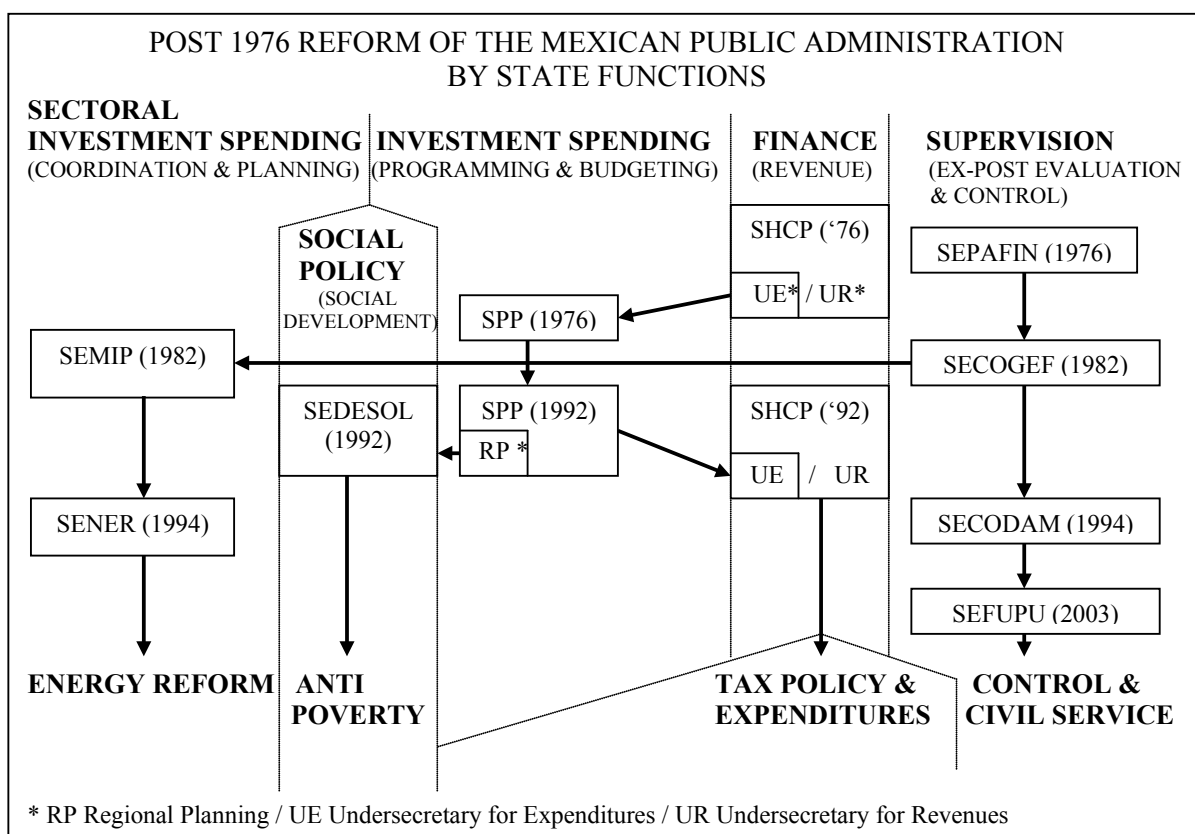 POST 1976 REFORM OF THE MEXICAN PUBLIC ADMINISTRATION
BY STATE FUNCTIONS
SECTORAL
INVESTMENT SPENDING
(COORDINATION & PLANNING)
INVESTMENT SPENDING
(PROGRAMMING & BUDGETING)
FINANCE
(REVENUE)
SUPERVISION
(EX-POST EVALUATION
& CONTROL)
SOCIAL
POLICY
(SOCIAL
DEVELOPMENT)
SHCP (‘76)
UE* / UR*
SEPAFIN (1976)
SPP (1976)
SEMIP (1982)
SECOGEF (1982)
SEDESOL
(1992)
SPP (1992)
RP *
SHCP (‘92)
UE / UR
SENER (1994)
SECODAM (1994)
SEFUPU (2003)
ENERGY REFORM
ANTI
POVERTY
TAX POLICY &
EXPENDITURES
CONTROL &
CIVIL SERVICE
* RP Regional Planning / UE Undersecretary for Expenditures / UR Undersecretary for Revenues